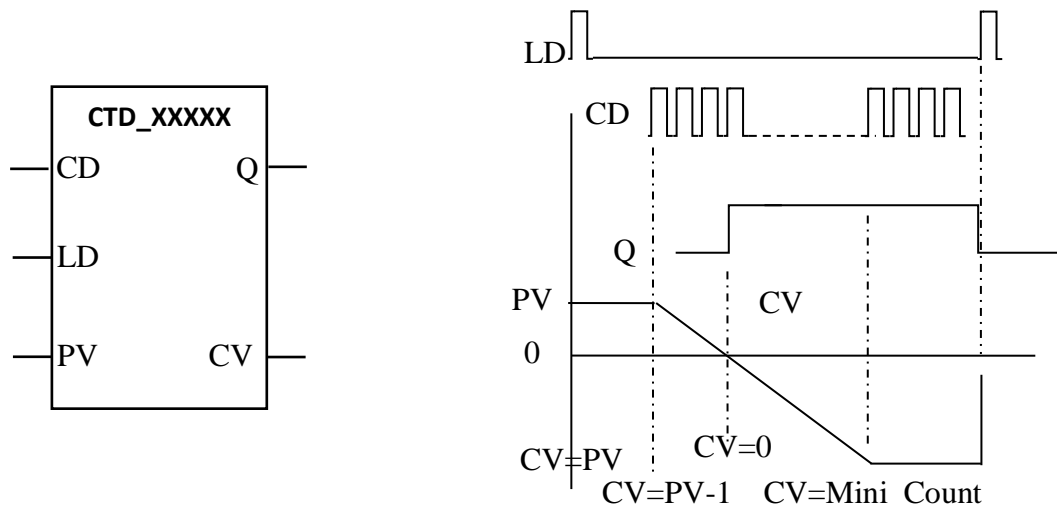 CTD_XXXXX
CD Q
LD
PV CV
LD
CD
Q
PV CV
0
CV=PV CV=0
CV=PV-1 CV=Mini Count